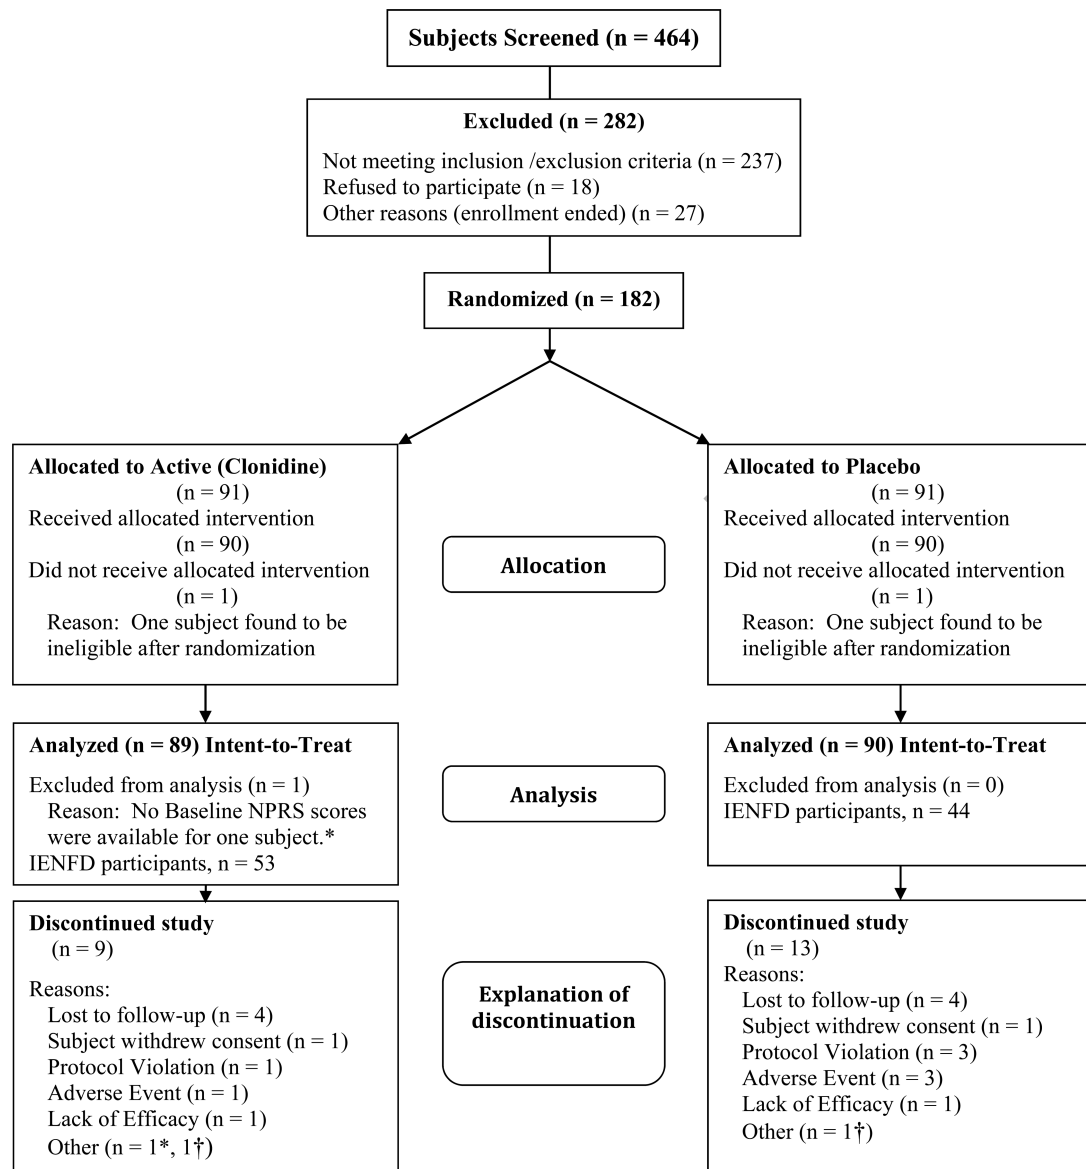 Subjects Screened (n = 464)
Excluded (n = 282)
Not meeting inclusion /exclusion criteria (n = 237)
Refused to participate (n = 18)
Other reasons (enrollment ended) (n = 27)
Randomized (n = 182)
Allocated to Active (Clonidine)
(n = 91)
Received allocated intervention
(n = 90)
Did not receive allocated intervention
(n = 1)
Reason:  One subject found to be
ineligible after randomization
Allocation
Allocated to Placebo
(n = 91)
Received allocated intervention
(n = 90)
Did not receive allocated intervention
(n = 1)
Reason:  One subject found to be
ineligible after randomization
Analyzed (n = 89) Intent-to-Treat
Excluded from analysis (n = 1)
Reason:  No Baseline NPRS scores
were available for one subject.*
IENFD participants, n = 53
Analysis
Analyzed (n = 90) Intent-to-Treat
Excluded from analysis (n = 0)
IENFD participants, n = 44
Discontinued study
(n = 9)
Reasons:
Lost to follow-up (n = 4)
Subject withdrew consent (n = 1)
Protocol Violation (n = 1)
Adverse Event (n = 1)
Lack of Efficacy (n = 1)
Other (n = 1*, 1†)
Explanation of
discontinuation
Discontinued study
(n = 13)
Reasons:
Lost to follow-up (n = 4)
Subject withdrew consent (n = 1)
Protocol Violation (n = 3)
Adverse Event (n = 3)
Lack of Efficacy (n = 1)
Other (n = 1†)